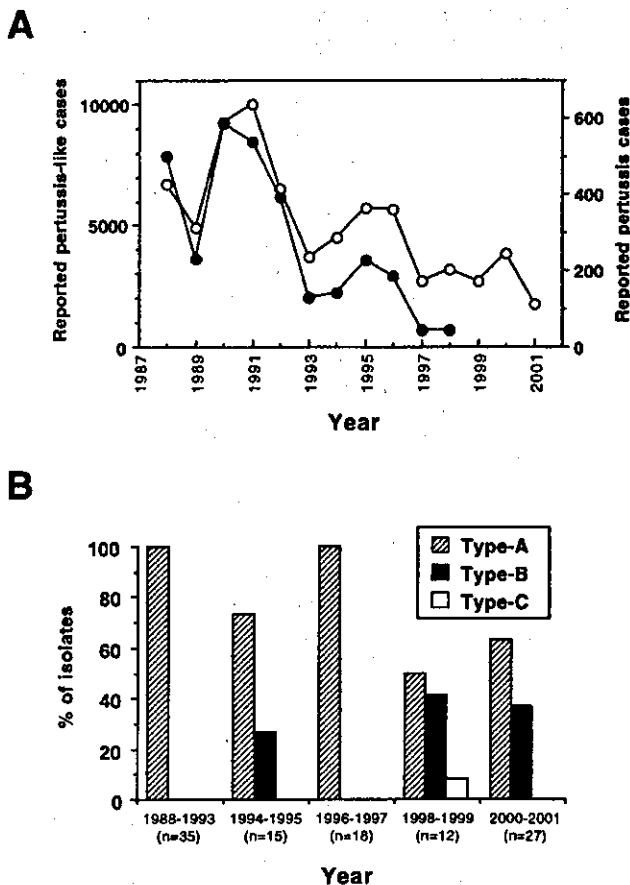 A
Reported pertussis-like cases
10000
5000
0
Reported pertussis cases
600
400
200
0
1987
1989
1991
1993
1995
1997
1999
2001
Year
B
% of isolates
100
80
60
40
20
0
Type-A
Type-B
Type-C
1988-1993 1994-1995 1996-1997 1998-1999 2000-2001
(n=35) (n=15) (n=18) (n=12) (n=27)
Year